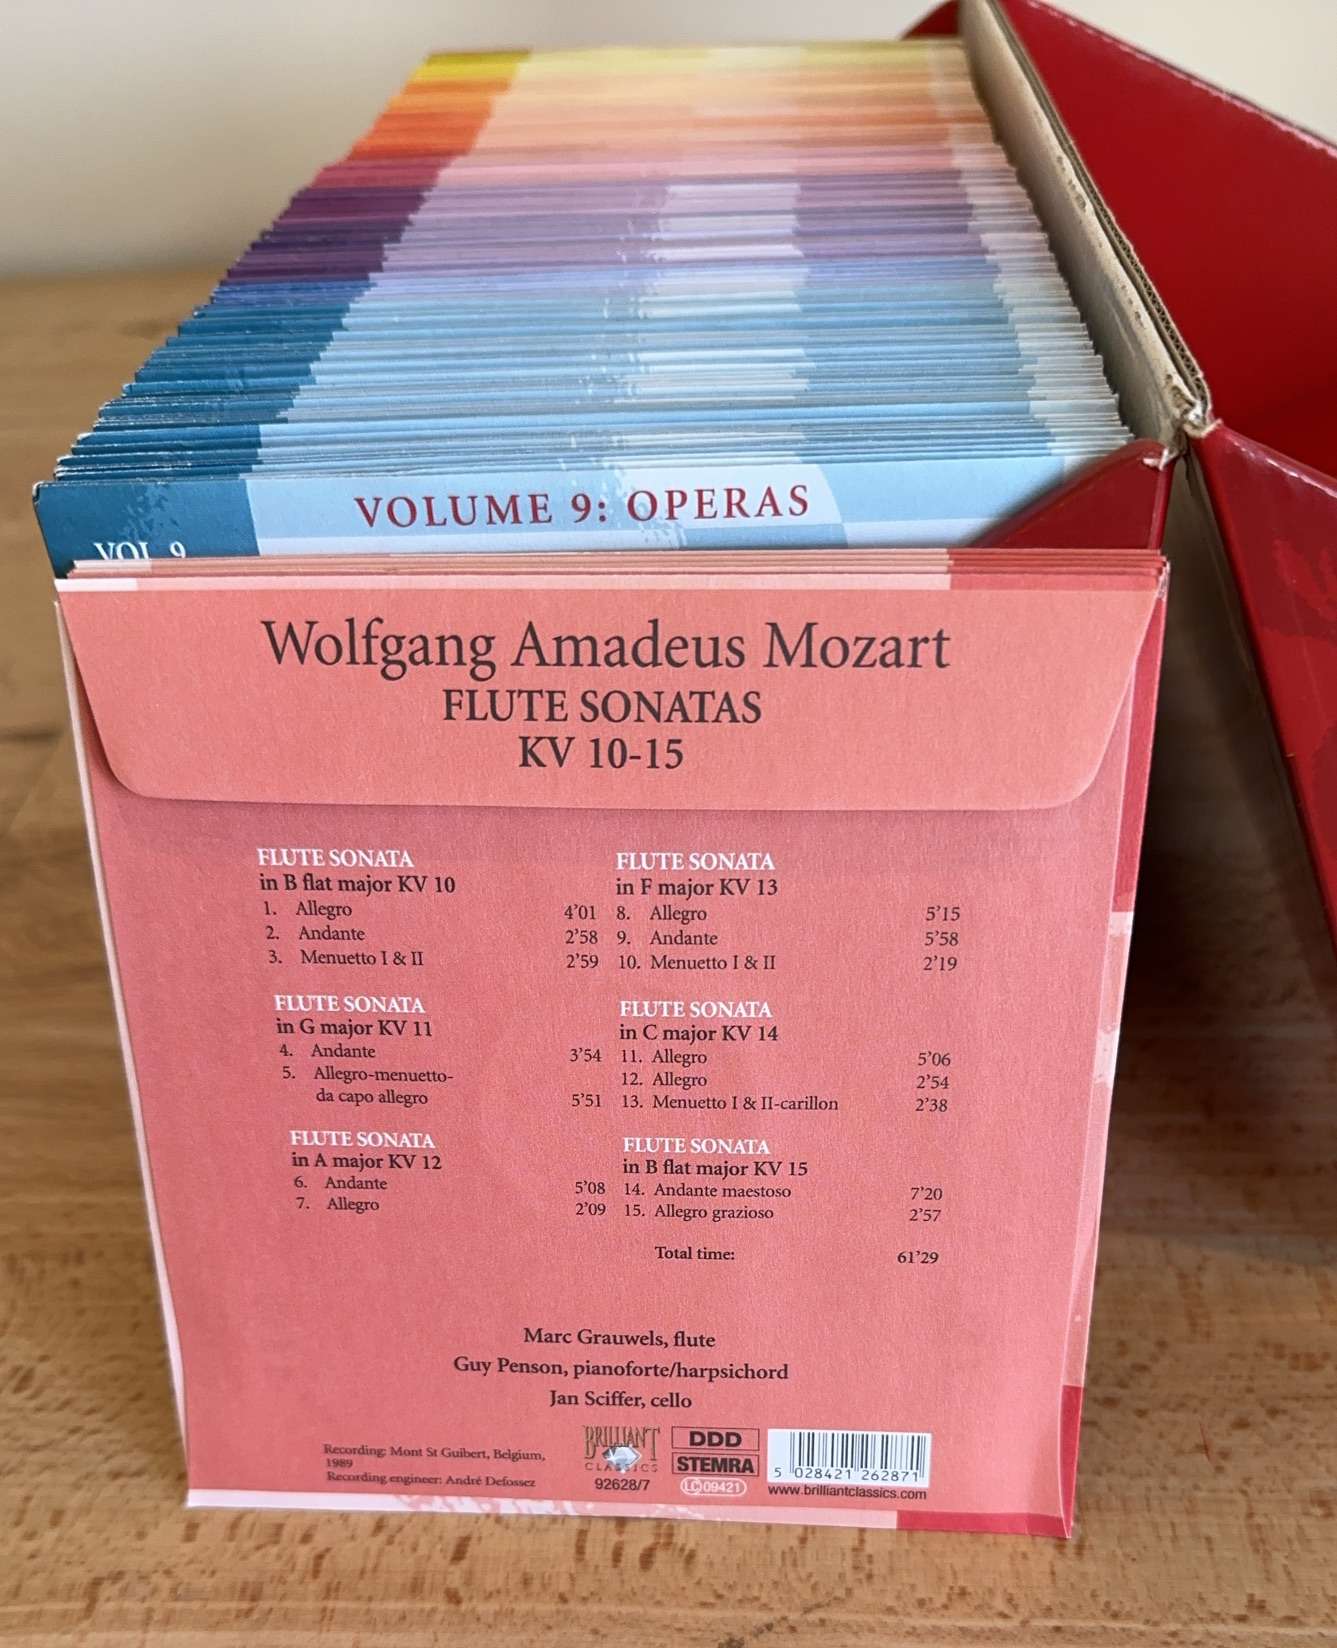 VOLUME 9: OPERAS
VOL 9
Wolfgang Amadeus Mozart
FLUTE SONATAS
KV 10-15
FLUTE SONATA
in B flat major KV 10
1. Allegro 4’01
2. Andante 2’58
3. Menuetto I & II 2’59
FLUTE SONATA
in G major KV 11
4. Andante 3’54
5. Allegro-menuetto-
da capo allegro 5’51
FLUTE SONATA
in A major KV 12
6. Andante 5’08
7. Allegro 2’09
FLUTE SONATA
in F major KV 13
8. Allegro 5’15
9. Andante 5’58
10. Menuetto I & II 2’19
FLUTE SONATA
in C major KV 14
11. Allegro 5’06
12. Allegro 2’54
13. Menuetto I & II-carillon 2’38
FLUTE SONATA
in B flat major KV 15
14. Andante maestoso 7’20
15. Allegro grazioso 2’57
Total time: 61’29
Marc Grauwels, flute
Guy Penson, pianoforte/harpsichord
Jan Sciffer, cello
Recording: Mont St Guibert, Belgium,
1989
Recording engineer: André Defossez
BRILLIANT
CLASSICS
92628/7
DDD
STEMRA
LC 09421
5 028421 262871
www.brilliantclassics.com